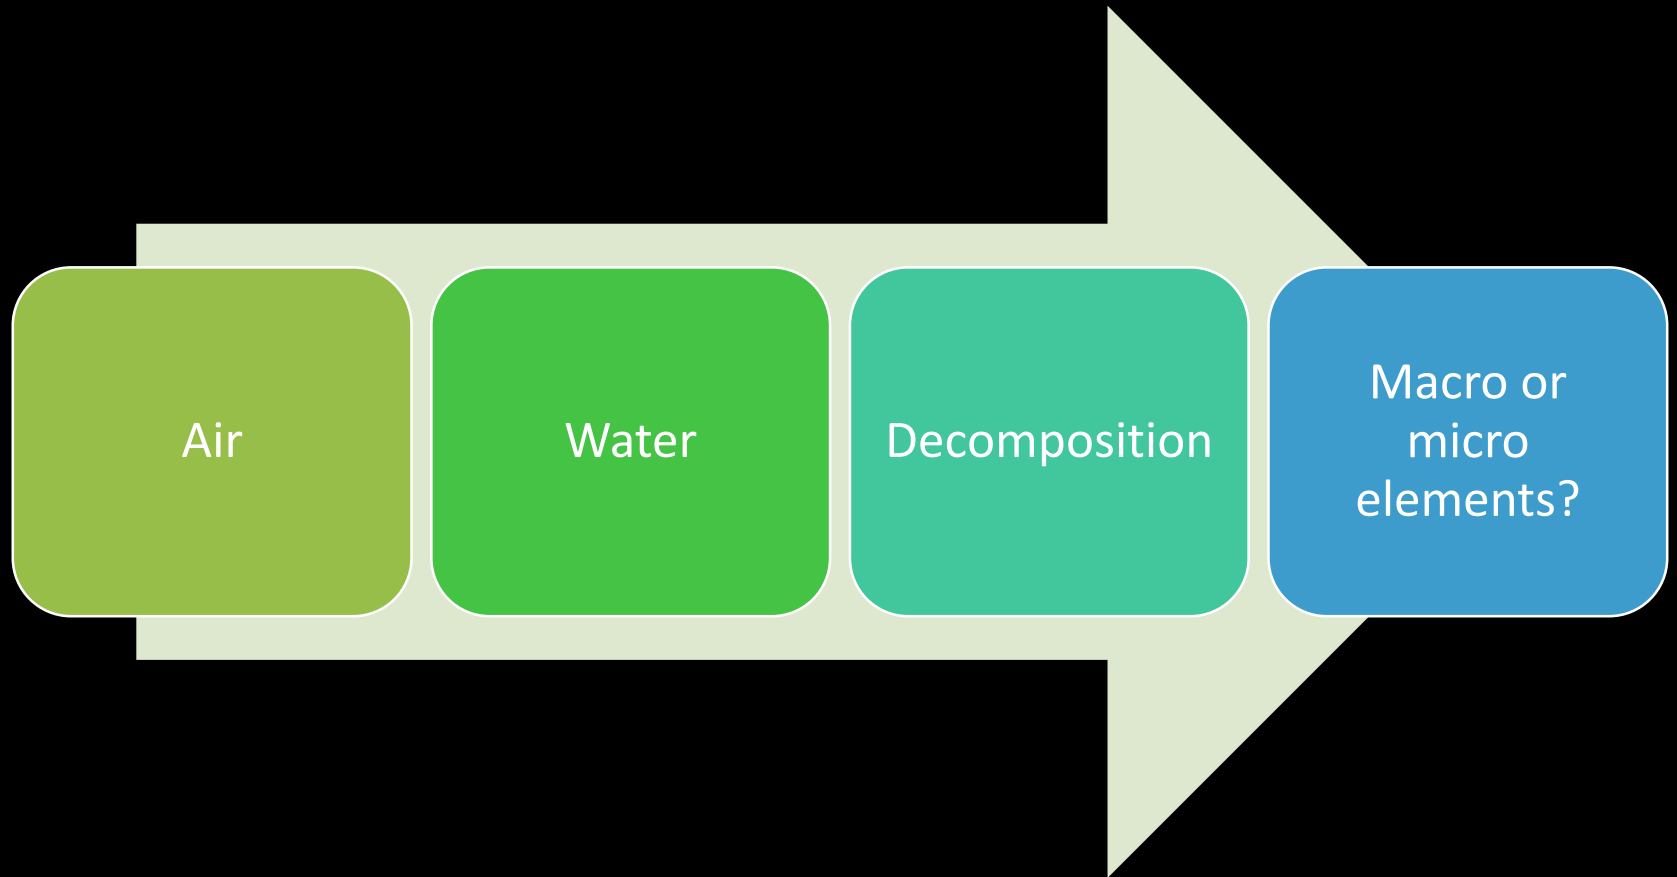 Air
Water
Decomposition
Macro or
micro
elements?